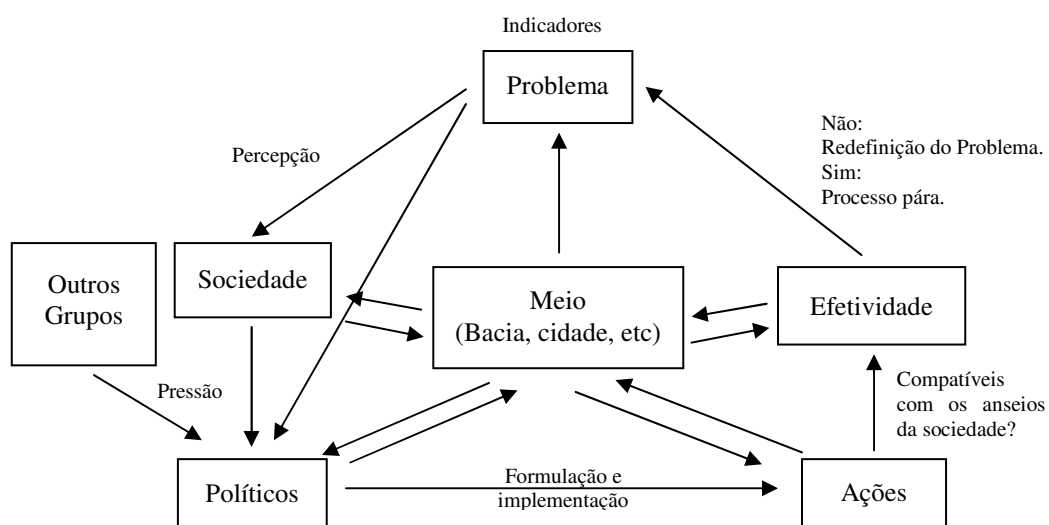 Indicadores
Problema
Não:
Redefinição do Problema.
Sim:
Processo pára.
Percepção
Outros
Grupos
Sociedade
Meio
(Bacia, cidade, etc)
Efetividade
Pressão
Compatíveis
com os anseios
da sociedade?
Políticos
Formulação e
implementação
Ações